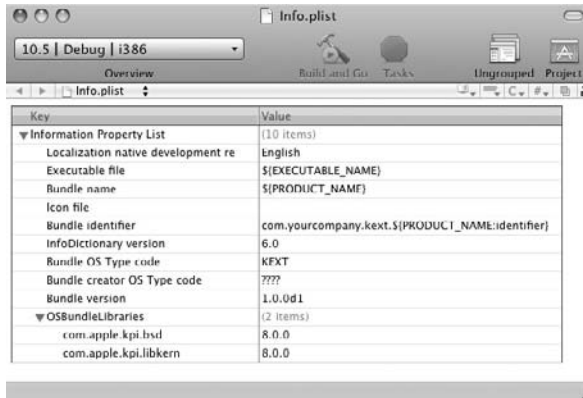 Info.plist
10.5 | Debug | i386
Overview
Build and Go
Tasks
Ungrouped
Project
Info.plist
C
#
Key Value
Information Property List (10 items)
Localization native development re English
Executable file ${EXECUTABLE_NAME}
Bundle name ${PRODUCT_NAME}
Icon file
Bundle identifier com.yourcompany.kext.${PRODUCT_NAME:identifier}
InfoDictionary version 6.0
Bundle OS Type code KEXT
Bundle creator OS Type code ????
Bundle version 1.0.0d1
OSBundleLibraries (2 items)
com.apple.kpi.bsd 8.0.0
com.apple.kpi.libkern 8.0.0